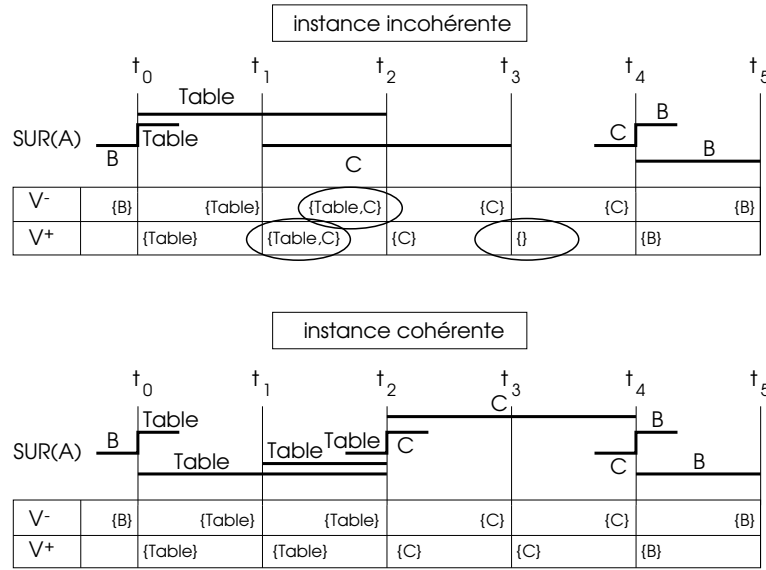 instance incohérente
t0 t1 t2 t3 t4 t5
Table
B
SUR(A) Table C
B C B
V- {B} {Table} {Table,C} {C} {C} {B}
V+ {Table} {Table,C} {C} {} {B}
instance cohérente
t0 t1 t2 t3 t4 t5
C
Table B
SUR(A) B Table Table C
Table C B
V- {B} {Table} {Table} {C} {C} {B}
V+ {Table} {Table} {C} {C} {B}